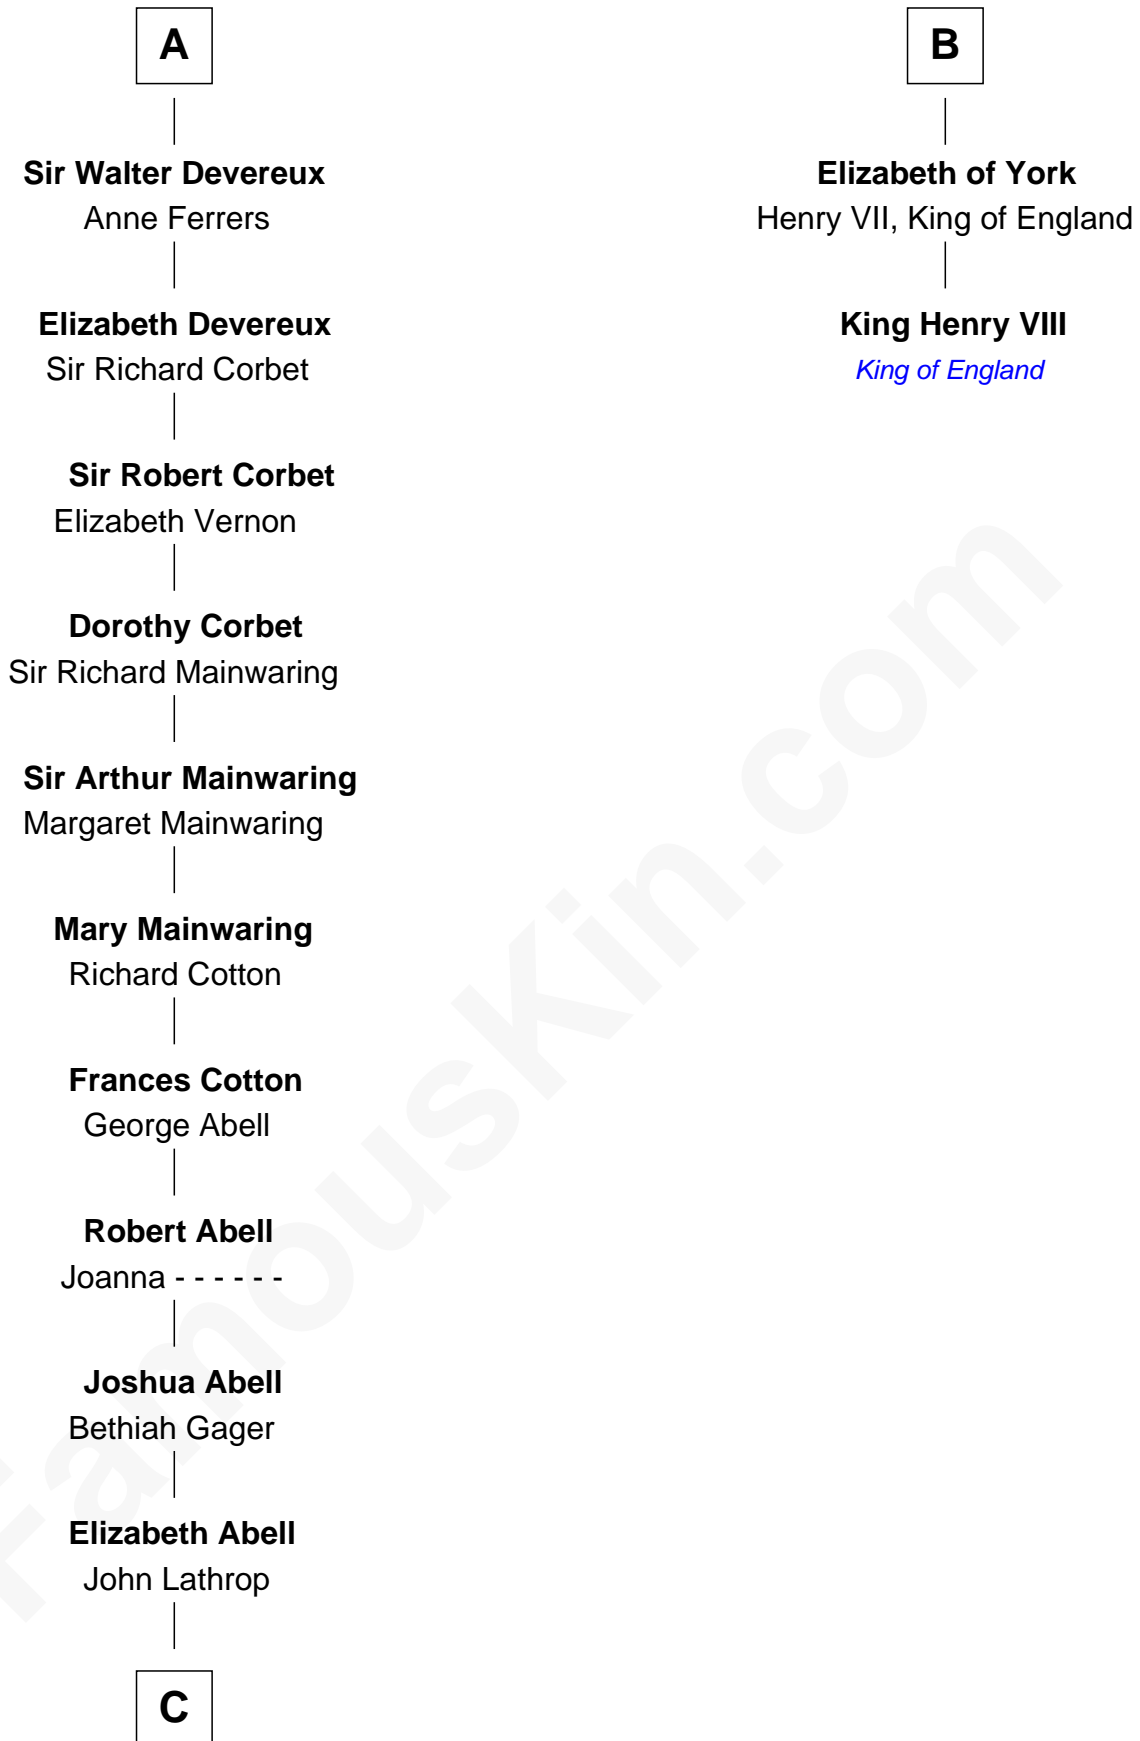 A
Sir Walter Devereux
Anne Ferrers
Elizabeth Devereux
Sir Richard Corbet
Sir Robert Corbet
Elizabeth Vernon
Dorothy Corbet
Sir Richard Mainwaring
Sir Arthur Mainwaring
Margaret Mainwaring
Mary Mainwaring
Richard Cotton
Frances Cotton
George Abell
Robert Abell
Joanna - - - - - -
Joshua Abell
Bethiah Gager
Elizabeth Abell
John Lathrop
C
B
Elizabeth of York
Henry VII, King of England
King Henry VIII
King of England
FamousKin.com